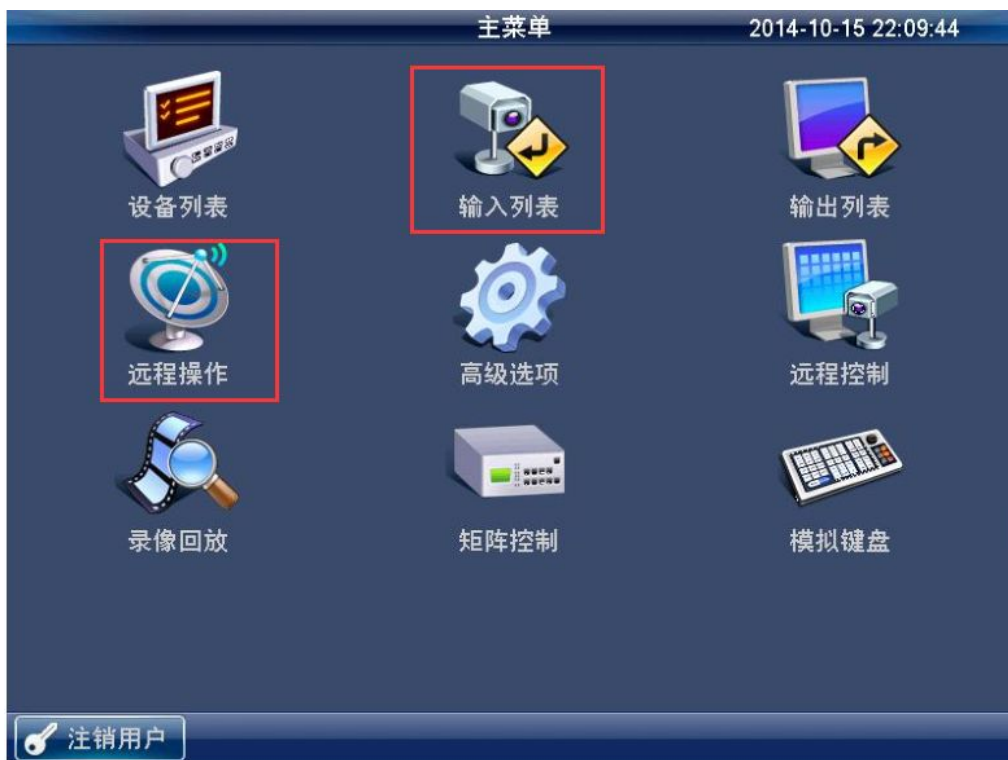 主菜单 2014-10-15 22:09:44
设备列表 输入列表 输出列表
远程操作 高级选项 远程控制
录像回放 矩阵控制 模拟键盘
注销用户